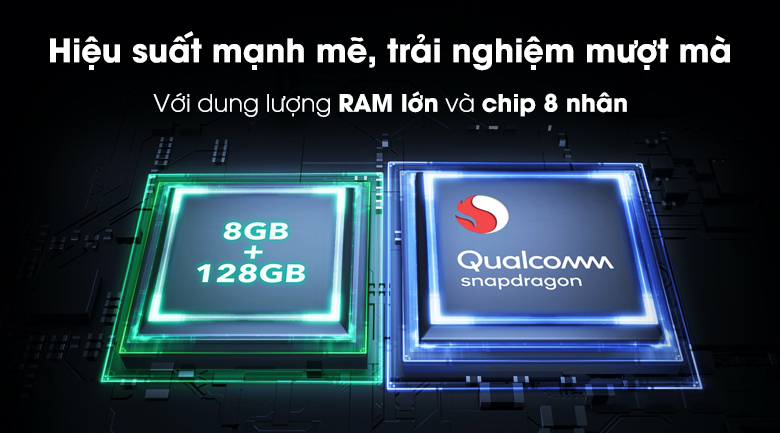 Hiệu suất mạnh mẽ, trải nghiệm mượt mà
Với dung lượng RAM lớn và chip 8 nhân
8GB
+
128GB
Qualcomm
snapdragon